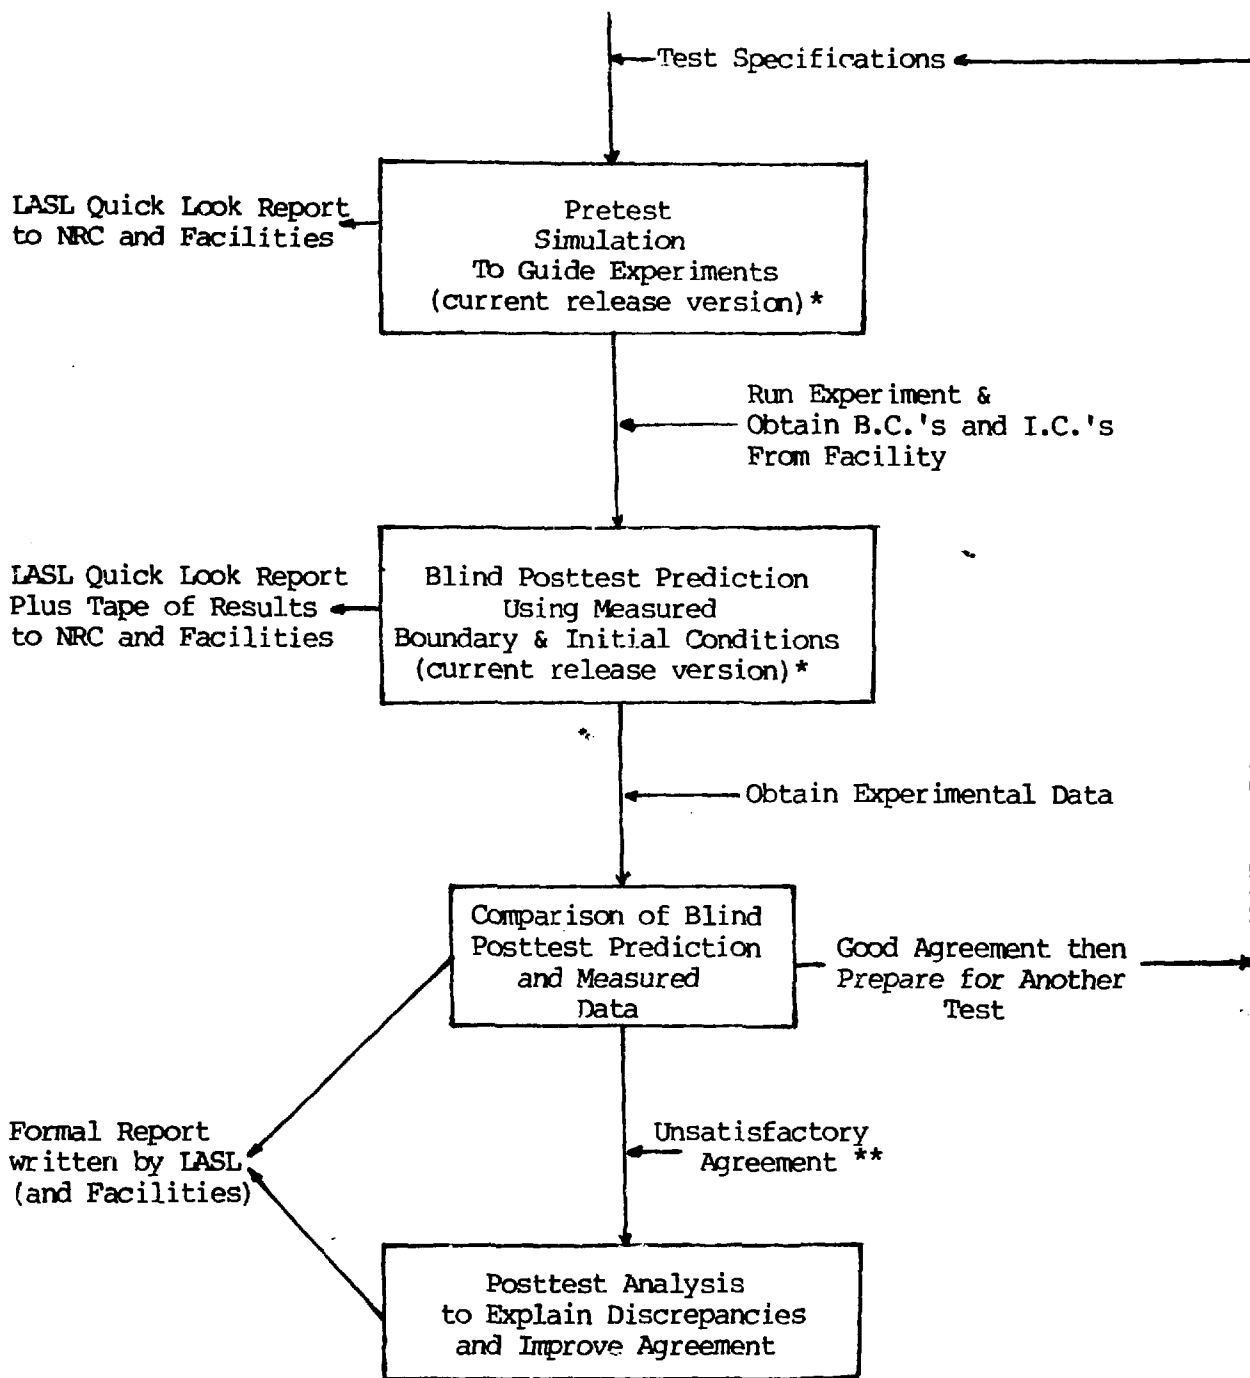 Test Specifications
LASL Quick Look Report
to NRC and Facilities
Pretest
Simulation
To Guide Experiments
(current release version)*
Run Experiment &
Obtain B.C.'s and I.C.'s
From Facility
LASL Quick Look Report
Plus Tape of Results
to NRC and Facilities
Blind Posttest Prediction
Using Measured
Boundary & Initial Conditions
(current release version)*
Obtain Experimental Data
Comparison of Blind
Posttest Prediction
and Measured
Data
Good Agreement then
Prepare for Another
Test
Formal Report
written by LASL
(and Facilities)
Unsatisfactory
Agreement **
Posttest Analysis
to Explain Discrepancies
and Improve Agreement